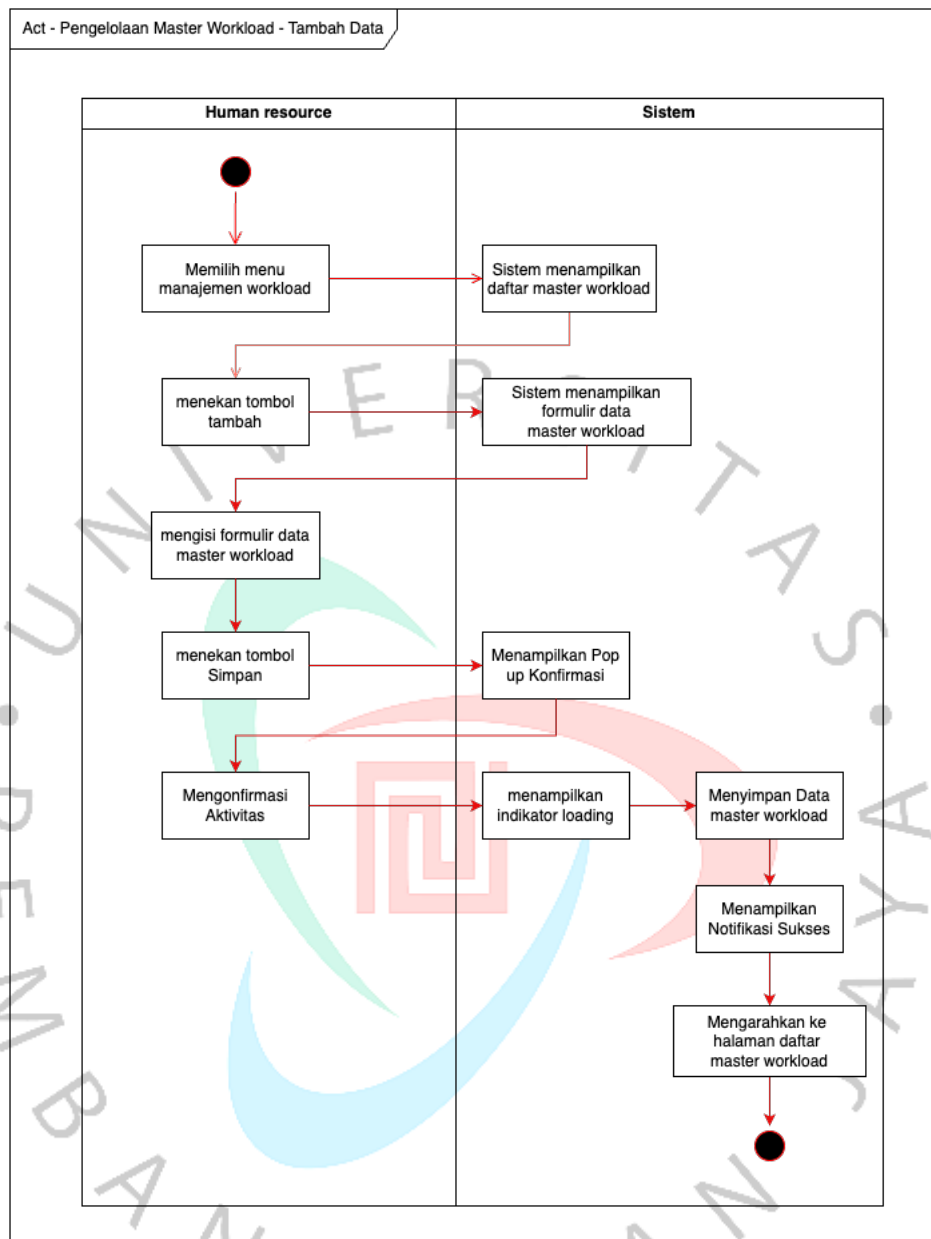 Act - Pengelolaan Master Workload - Tambah Data
Human resource
Sistem
Memilih menu
manajemen workload
Sistem menampilkan
daftar master workload
menekan tombol
tambah
Sistem menampilkan
formulir data
master workload
mengisi formulir data
master workload
menekan tombol
Simpan
Menampilkan Pop
up Konfirmasi
Mengonfirmasi
Aktivitas
menampilkan
indikator loading
Menyimpan Data
master workload
Menampilkan
Notifikasi Sukses
Mengarahkan ke
halaman daftar
master workload
UNIVERSITAS